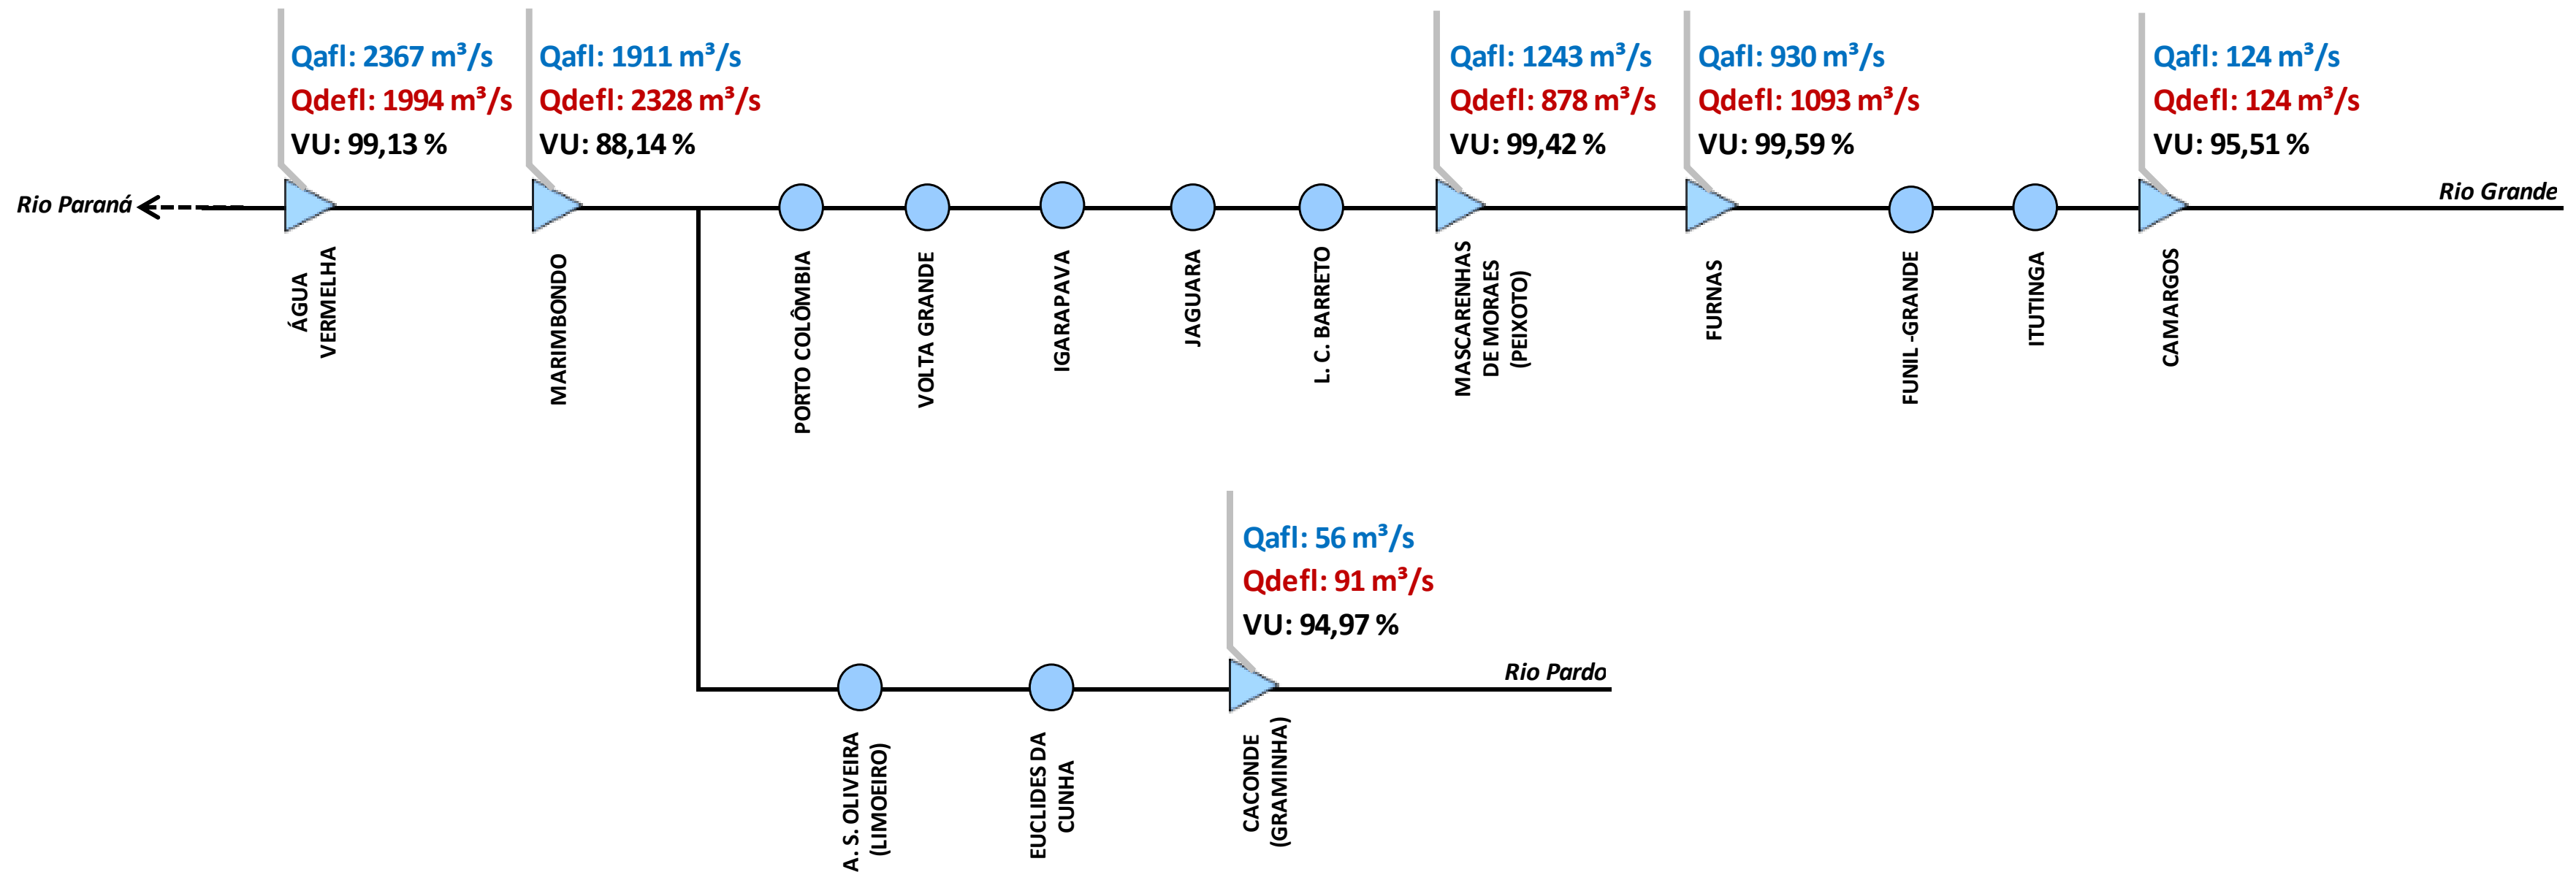 Qafl: 2367 m³/s
Qdefl: 1994 m³/s
VU: 99,13 %
Qafl: 1911 m³/s
Qdefl: 2328 m³/s
VU: 88,14 %
Qafl: 1243 m³/s
Qdefl: 878 m³/s
VU: 99,42 %
Qafl: 930 m³/s
Qdefl: 1093 m³/s
VU: 99,59 %
Qafl: 124 m³/s
Qdefl: 124 m³/s
VU: 95,51 %
Rio Paraná
Rio Grande
ÁGUA
VERMELHA
MARIMBONDO
PORTO COLÔMBIA
VOLTA GRANDE
IGARAPAVA
JAGUARA
L. C. BARRETO
MASCARENHAS
DE MORAES
(PEIXOTO)
FURNAS
FUNIL -GRANDE
ITUTINGA
CAMARGOS
Qafl: 56 m³/s
Qdefl: 91 m³/s
VU: 94,97 %
Rio Pardo
A. S. OLIVEIRA
(LIMOEIRO)
EUCLIDES DA
CUNHA
CACONDE
(GRAMINHA)